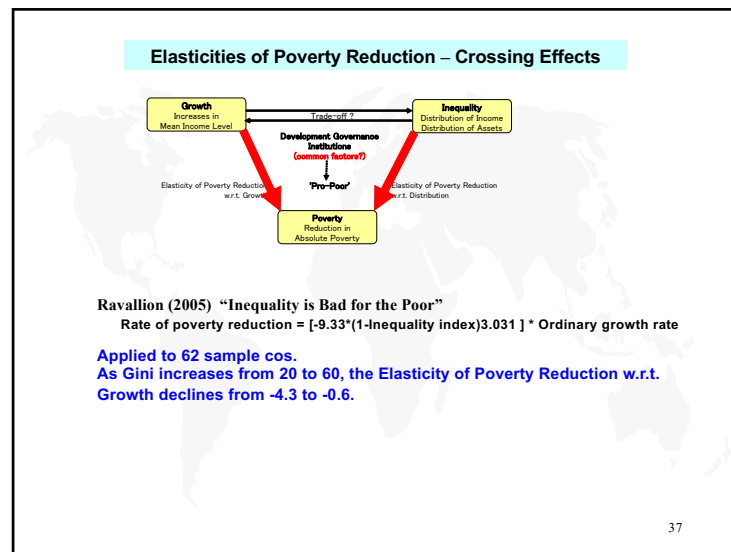 Elasticities of Poverty Reduction – Crossing Effects
Growth
Increases in
Mean Income Level
Trade-off ?
Inequality
Distribution of Income
Distribution of Assets
Development Governance
Institutions
(common factors?)
Elasticity of Poverty Reduction
w.r.t. Growth
'Pro-Poor'
Elasticity of Poverty Reduction
w.r.t. Distribution
Poverty
Reduction in
Absolute Poverty
Ravallion (2005) “Inequality is Bad for the Poor”
Rate of poverty reduction = [-9.33*(1-Inequality index)3.031 ] * Ordinary growth rate
Applied to 62 sample cos.
As Gini increases from 20 to 60, the Elasticity of Poverty Reduction w.r.t.
Growth declines from -4.3 to -0.6.
37